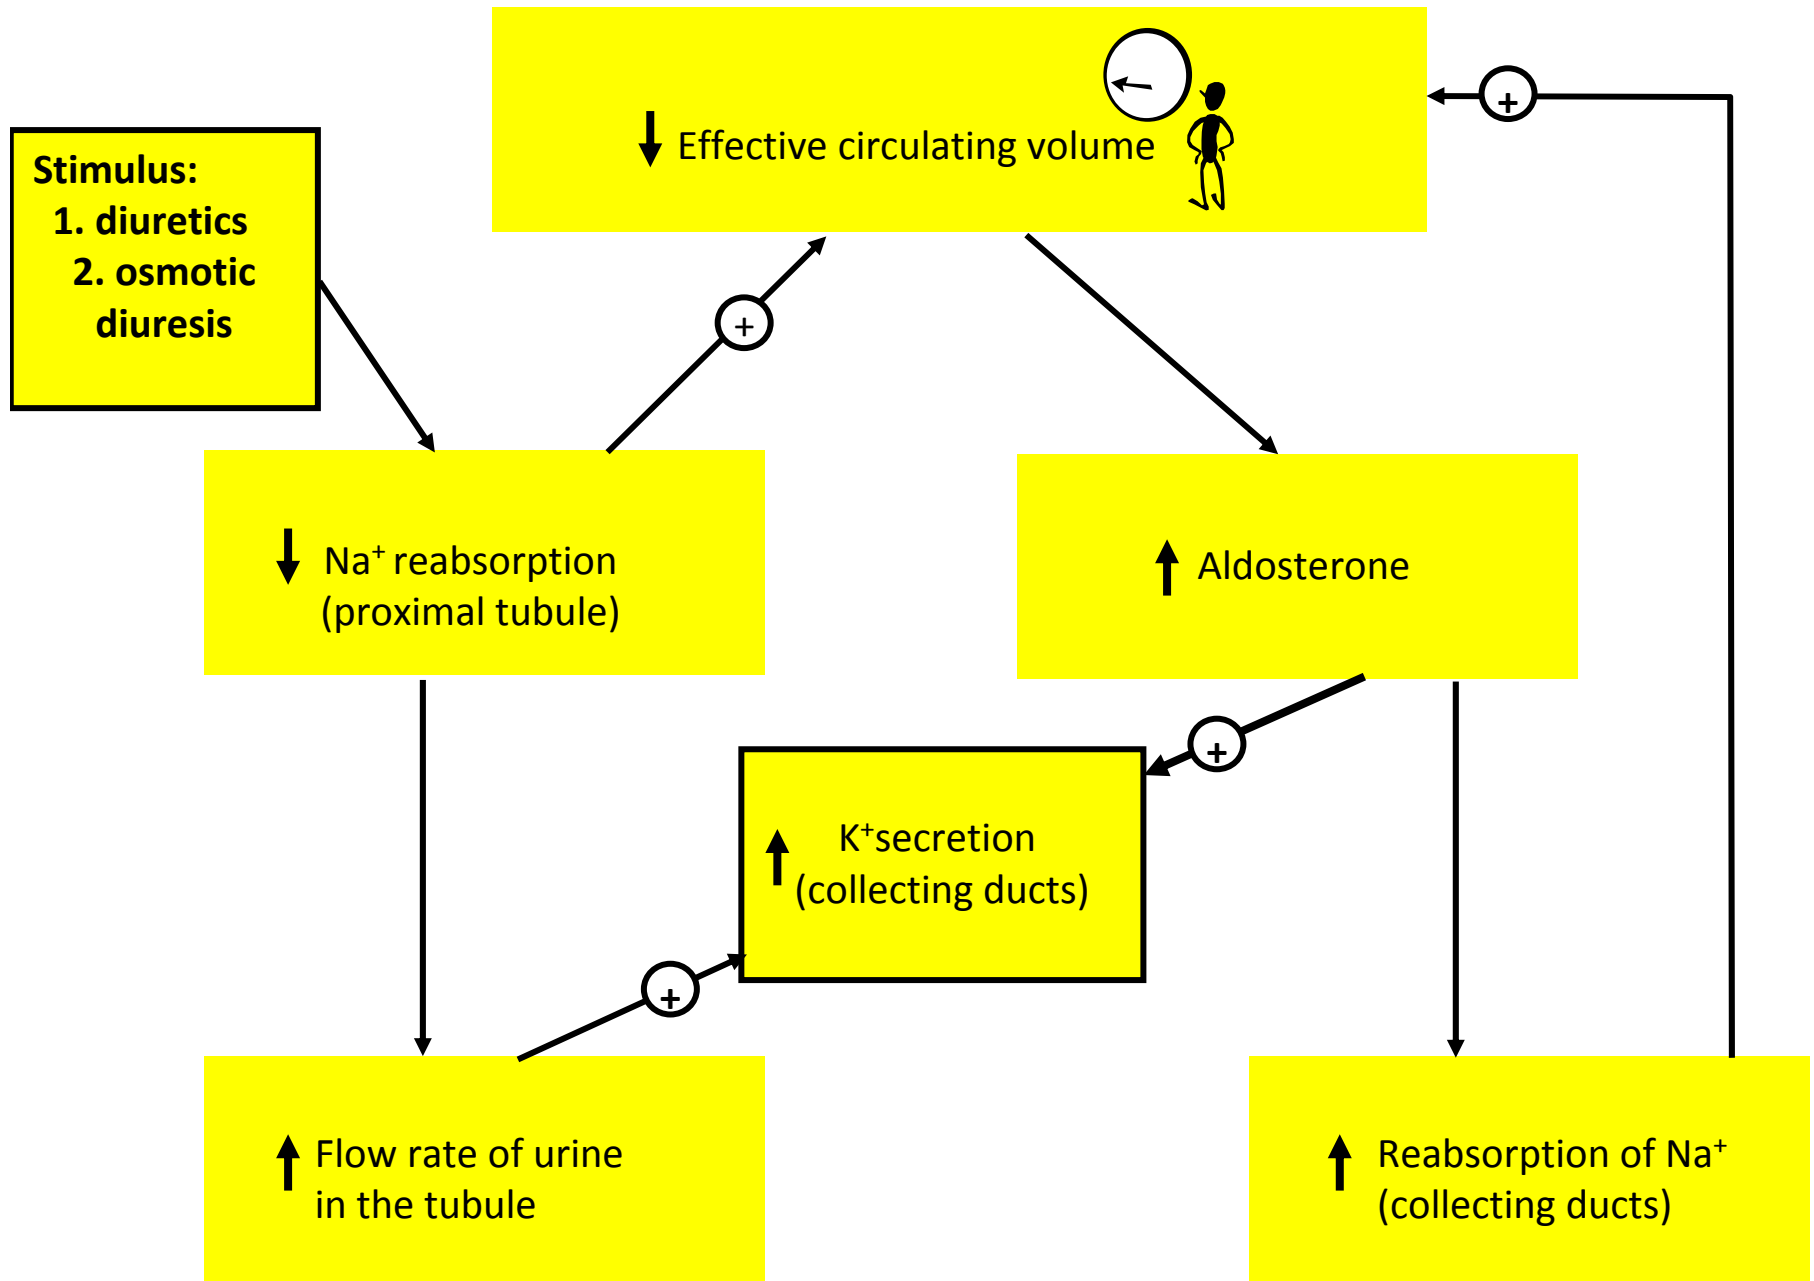 ↓ Effective circulating volume
+
Stimulus:
1. diuretics
2. osmotic
diuresis
+
↓ Na⁺ reabsorption
(proximal tubule)
↑ Aldosterone
+
↑ K⁺secretion
(collecting ducts)
+
↑ Flow rate of urine
in the tubule
↑ Reabsorption of Na⁺
(collecting ducts)